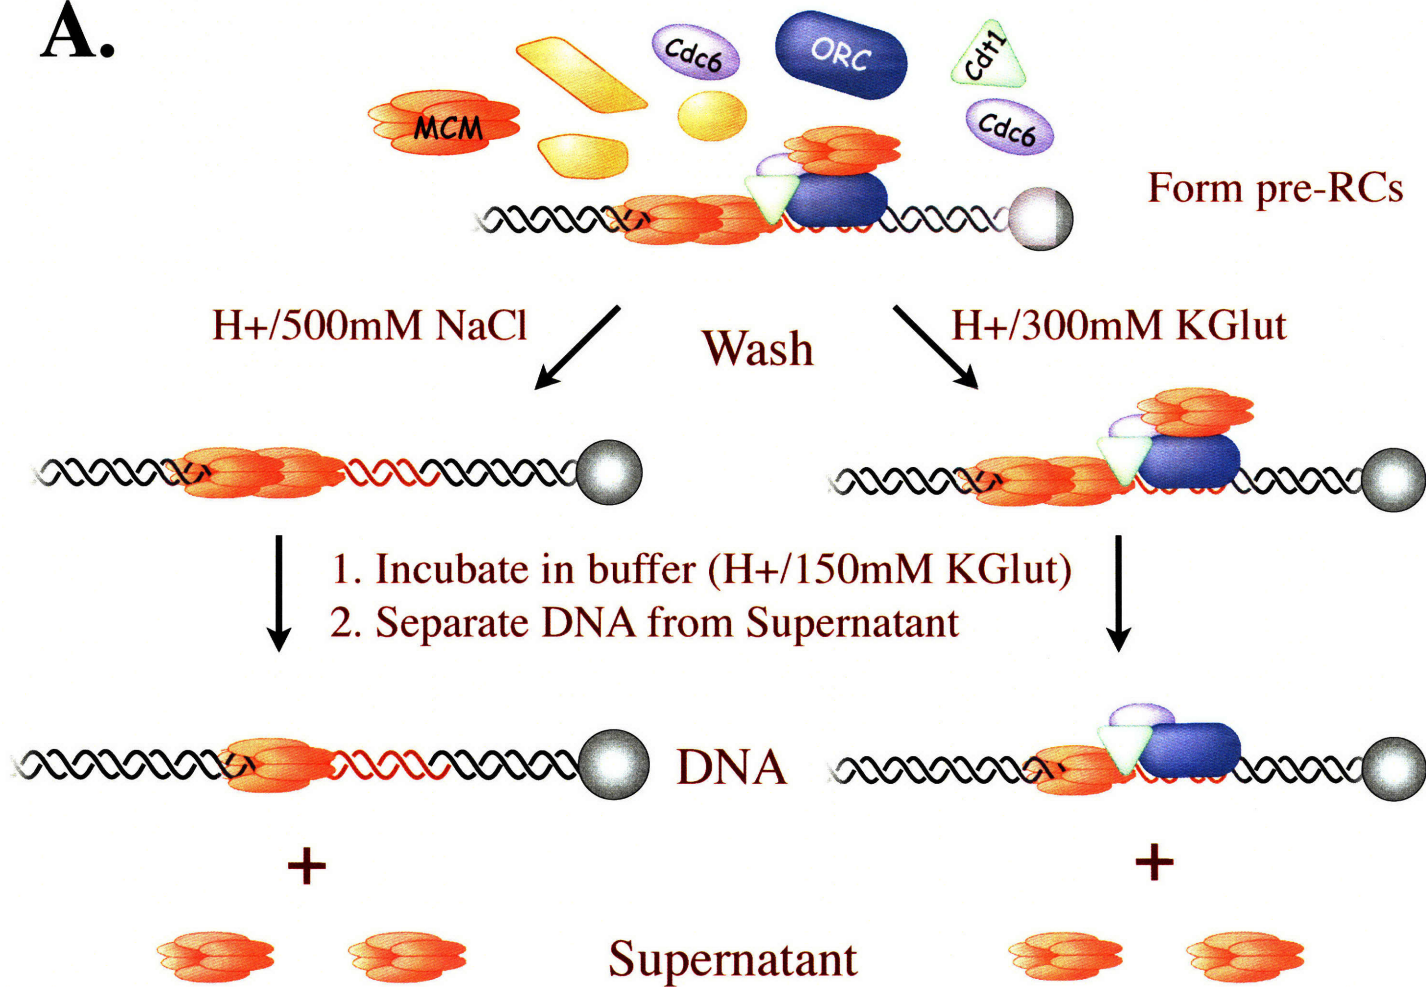 A.
Cdc6
ORC
Cdt1
MCM
Cdc6
Form pre-RCs
H+/500mM NaCl
Wash
H+/300mM KGlut
1. Incubate in buffer (H+/150mM KGlut)
2. Separate DNA from Supernatant
DNA
+
+
Supernatant